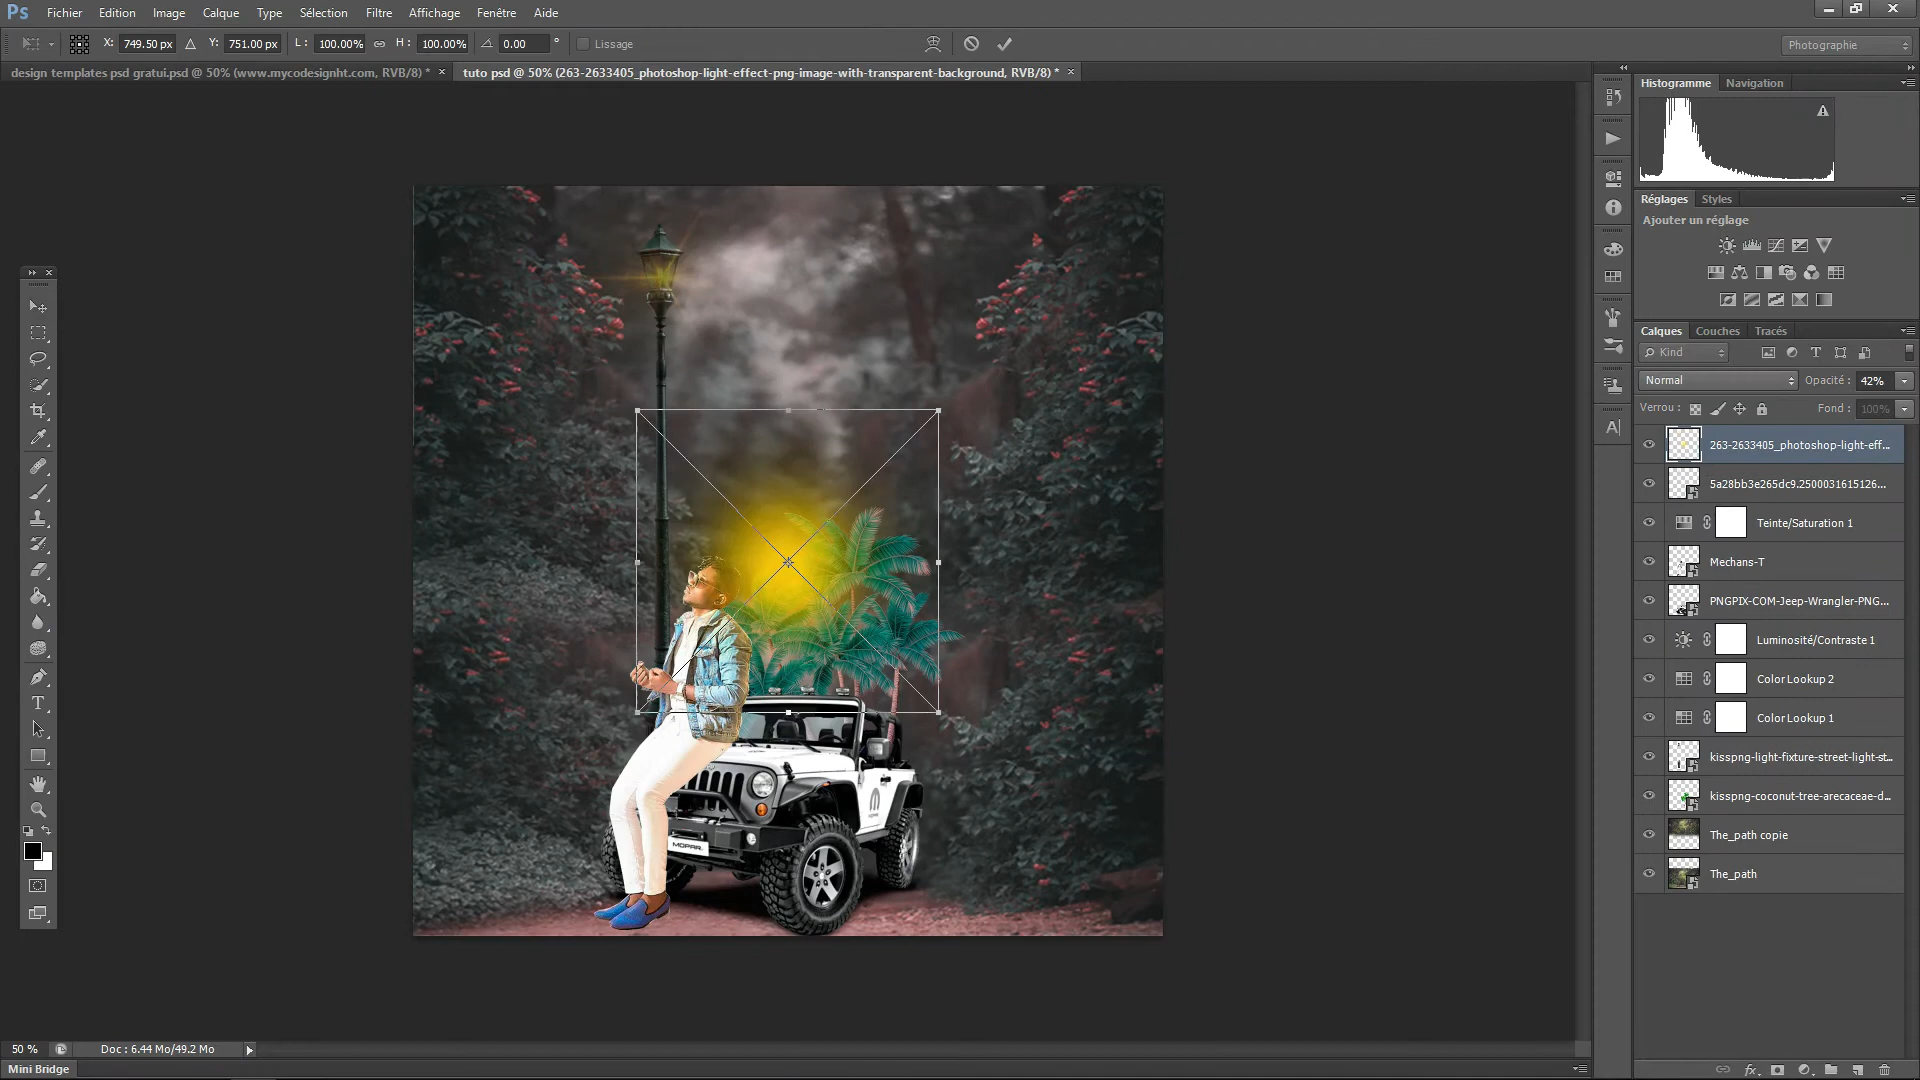 Ps Fichier Edition Image Calque Type Sélection Filtre Affichage Fenêtre Aide
X: 749.50 px Y: 751.00 px L: 100.00% H: 100.00% 0.00 ° Lissage Photographie
design templates psd gratui.psd @ 50% (www.mycodesignht.com, RVB/8) * × tuto psd @ 50% (263-2633405_photoshop-light-effect-png-image-with-transparent-background, RVB/8) * ×
Histogramme Navigation
Réglages Styles
Ajouter un réglage
Calques Couches Tracés
Kind
Normal Opacité : 42%
Verrou : Fond : 100%
263-2633405_photoshop-light-eff...
5a28bb3e265dc9.2500031615126...
Teinte/Saturation 1
Mechans-T
PNGPIX-COM-Jeep-Wrangler-PNG...
Luminosité/Contraste 1
Color Lookup 2
Color Lookup 1
kisspng-light-fixture-street-light-st...
kisspng-coconut-tree-arecaceae-d...
The_path copie
The_path
MOPAR
50 % Doc : 6.44 Mo/49.2 Mo
Mini Bridge